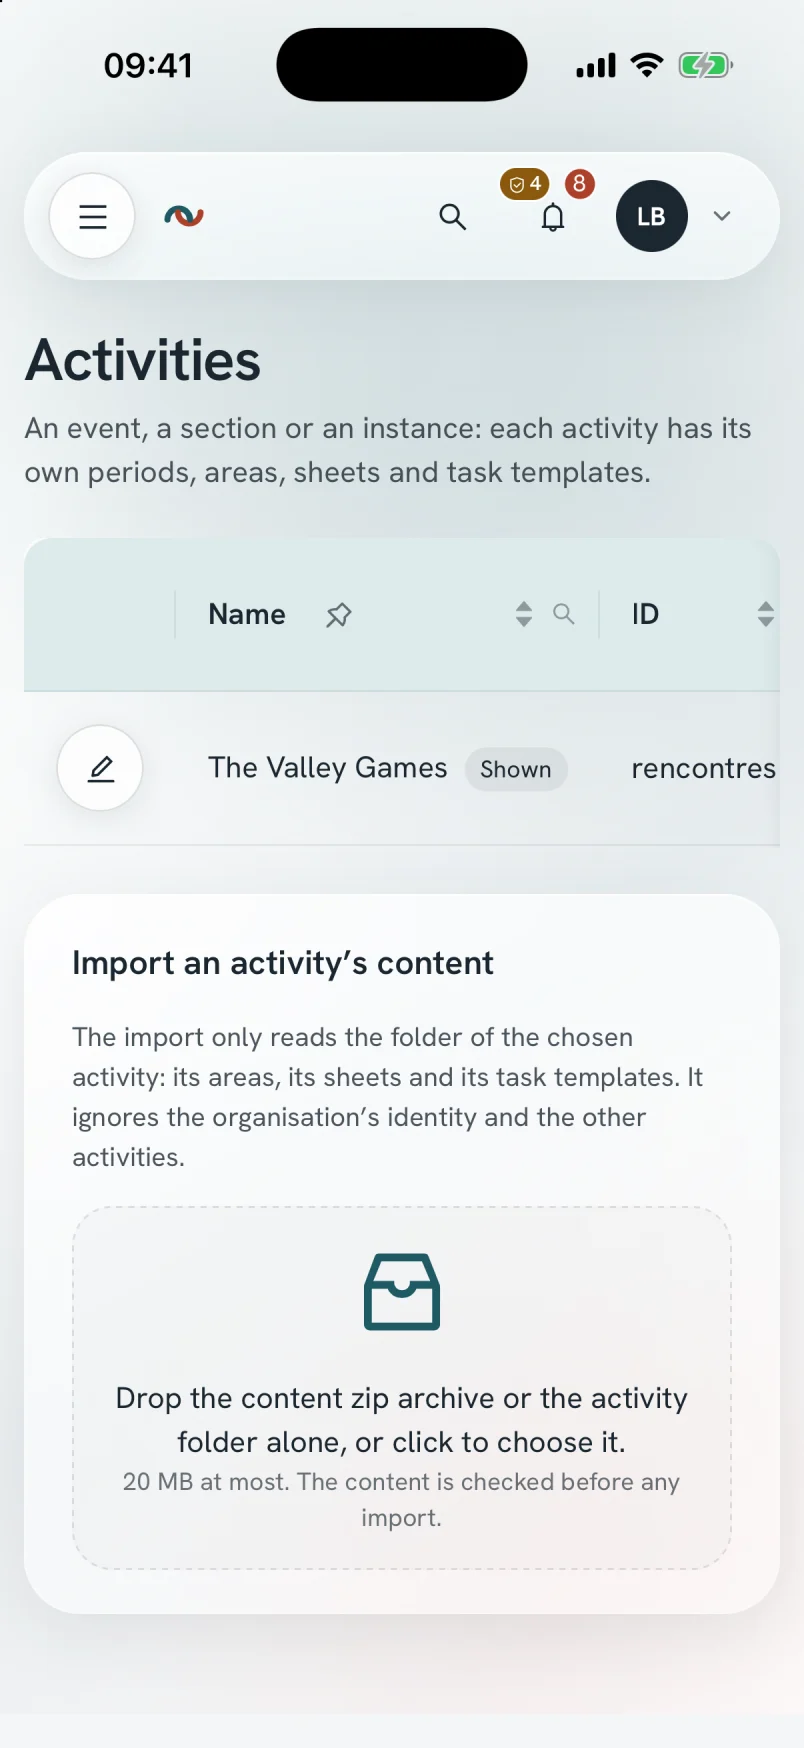 09:41
4
8
LB
Activities
An event, a section or an instance: each activity has its
own periods, areas, sheets and task templates.
Name
ID
The Valley Games
Shown
rencontres
Import an activity’s content
The import only reads the folder of the chosen
activity: its areas, its sheets and its task templates. It
ignores the organisation’s identity and the other
activities.
Drop the content zip archive or the activity
folder alone, or click to choose it.
20 MB at most. The content is checked before any
import.